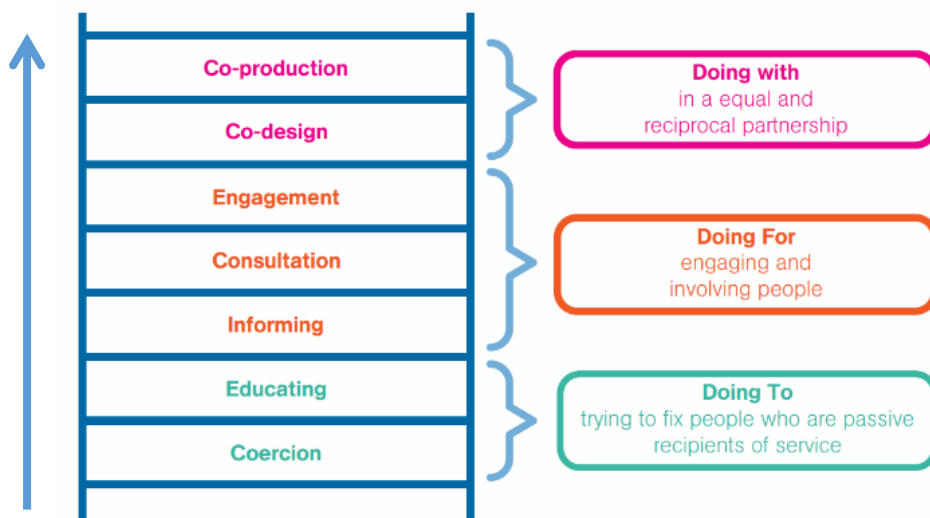 Co-production
Co-design
Engagement
Consultation
Informing
Educating
Coercion
Doing with
in a equal and
reciprocal partnership
Doing For
engaging and
involving people
Doing To
trying to fix people who are passive
recipients of service